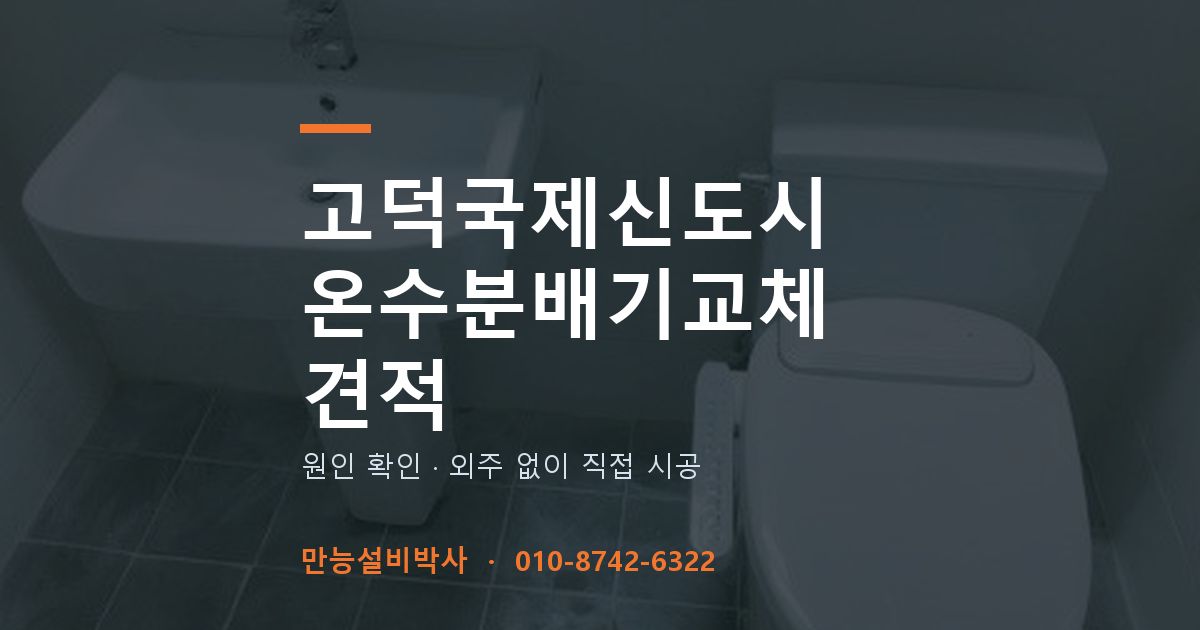 고덕국제신도시
온수분배기교체
견적
원인 확인 · 외주 없이 직접 시공
만능설비박사 · 010-8742-6322